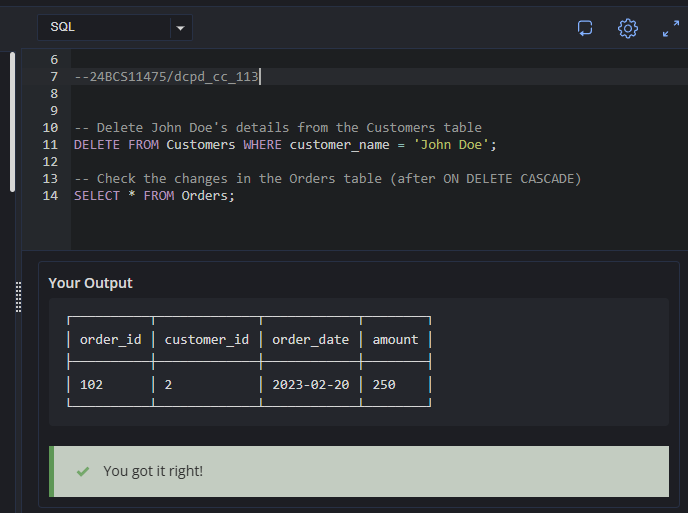 SQL
6
7 --24BCS11475/dcpd_cc_113
8
9
10 -- Delete John Doe's details from the Customers table
11 DELETE FROM Customers WHERE customer_name = 'John Doe';
12
13 -- Check the changes in the Orders table (after ON DELETE CASCADE)
14 SELECT * FROM Orders;
Your Output
order_id customer_id order_date amount
102 2 2023-02-20 250
You got it right!